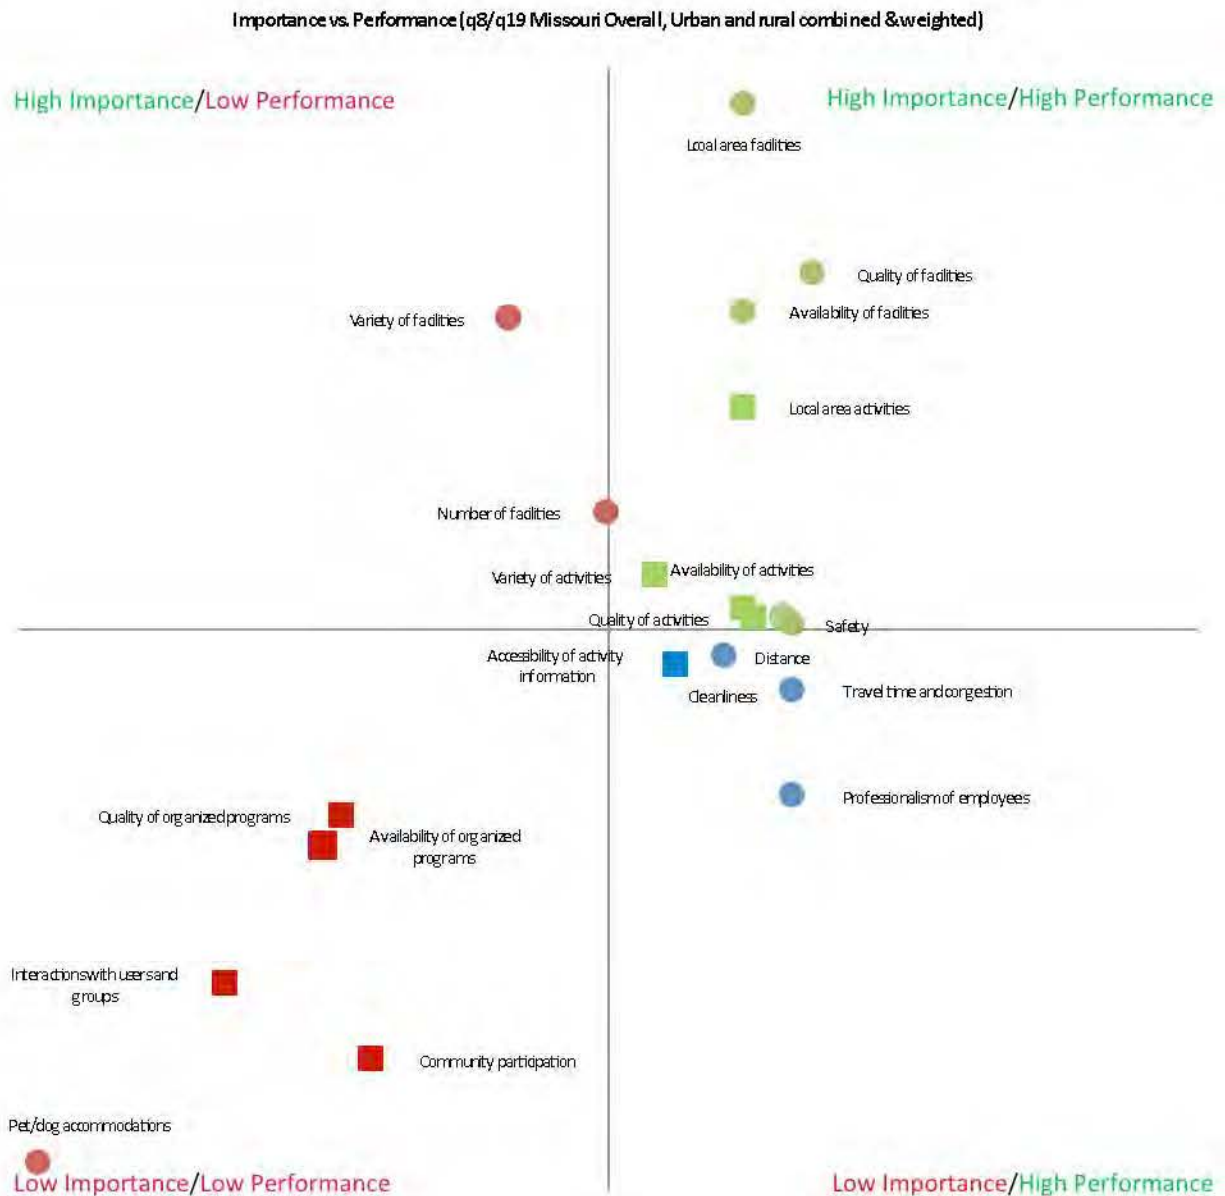 Importance vs. Performance (q8/q19 Missouri Overall, Urban and rural combined & weighted)
High Importance/Low Performance
High Importance/High Performance
Local area facilities
Quality of facilities
Availability of facilities
Variety of facilities
Local area activities
Number of facilities
Availability of activities
Variety of activities
Quality of activities
Safety
Accessibility of activity
information
Distance
Cleanliness
Travel time and congestion
Professionalism of employees
Quality of organized programs
Availability of organized
programs
Interactions with users and
groups
Community participation
Pet/dog accommodations
Low Importance/Low Performance
Low Importance/High Performance